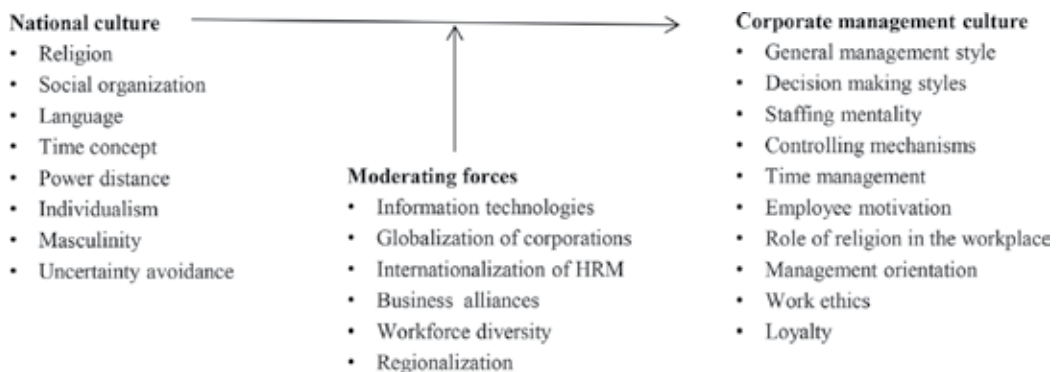 National culture
• Religion
• Social organization
• Language
• Time concept
• Power distance
• Individualism
• Masculinity
• Uncertainty avoidance
Moderating forces
• Information technologies
• Globalization of corporations
• Internationalization of HRM
• Business alliances
• Workforce diversity
• Regionalization
Corporate management culture
• General management style
• Decision making styles
• Staffing mentality
• Controlling mechanisms
• Time management
• Employee motivation
• Role of religion in the workplace
• Management orientation
• Work ethics
• Loyalty